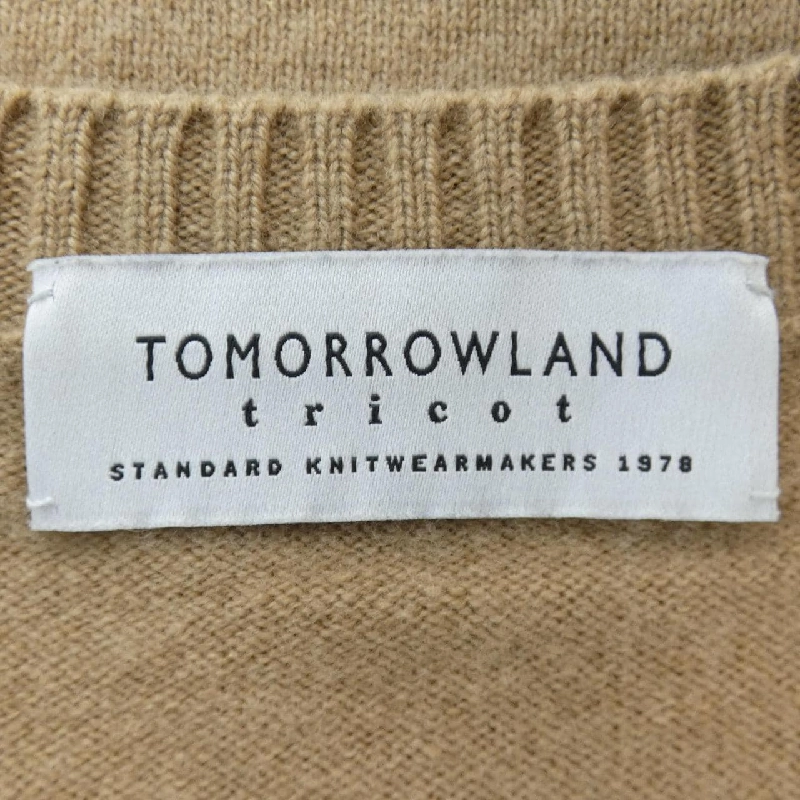 TOMORROWLAND
tricot
STANDARD KNITWEARMAKERS 1978